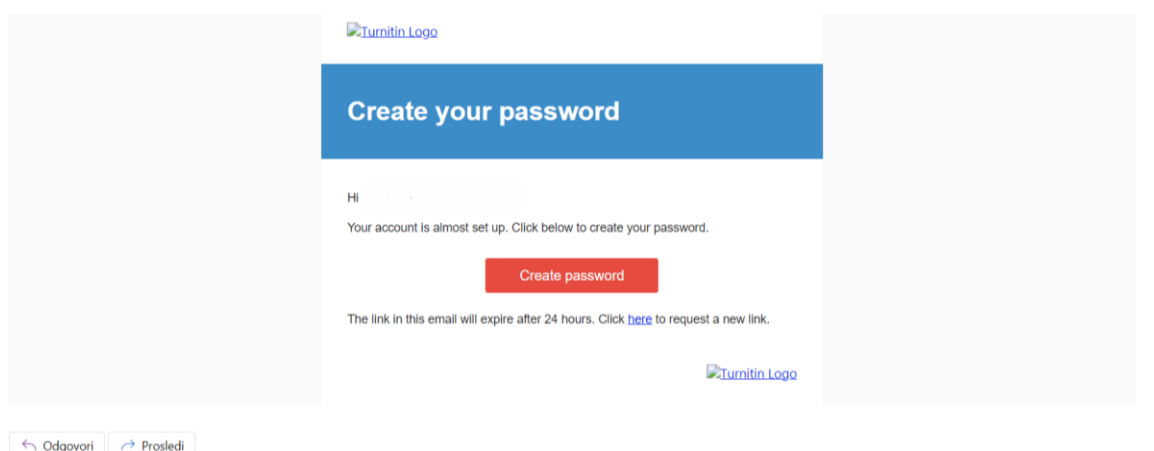 Turnitin Logo
Create your password
Hi
Your account is almost set up. Click below to create your password.
Create password
The link in this email will expire after 24 hours. Click here to request a new link.
Turnitin Logo
Odgovori Prosledi